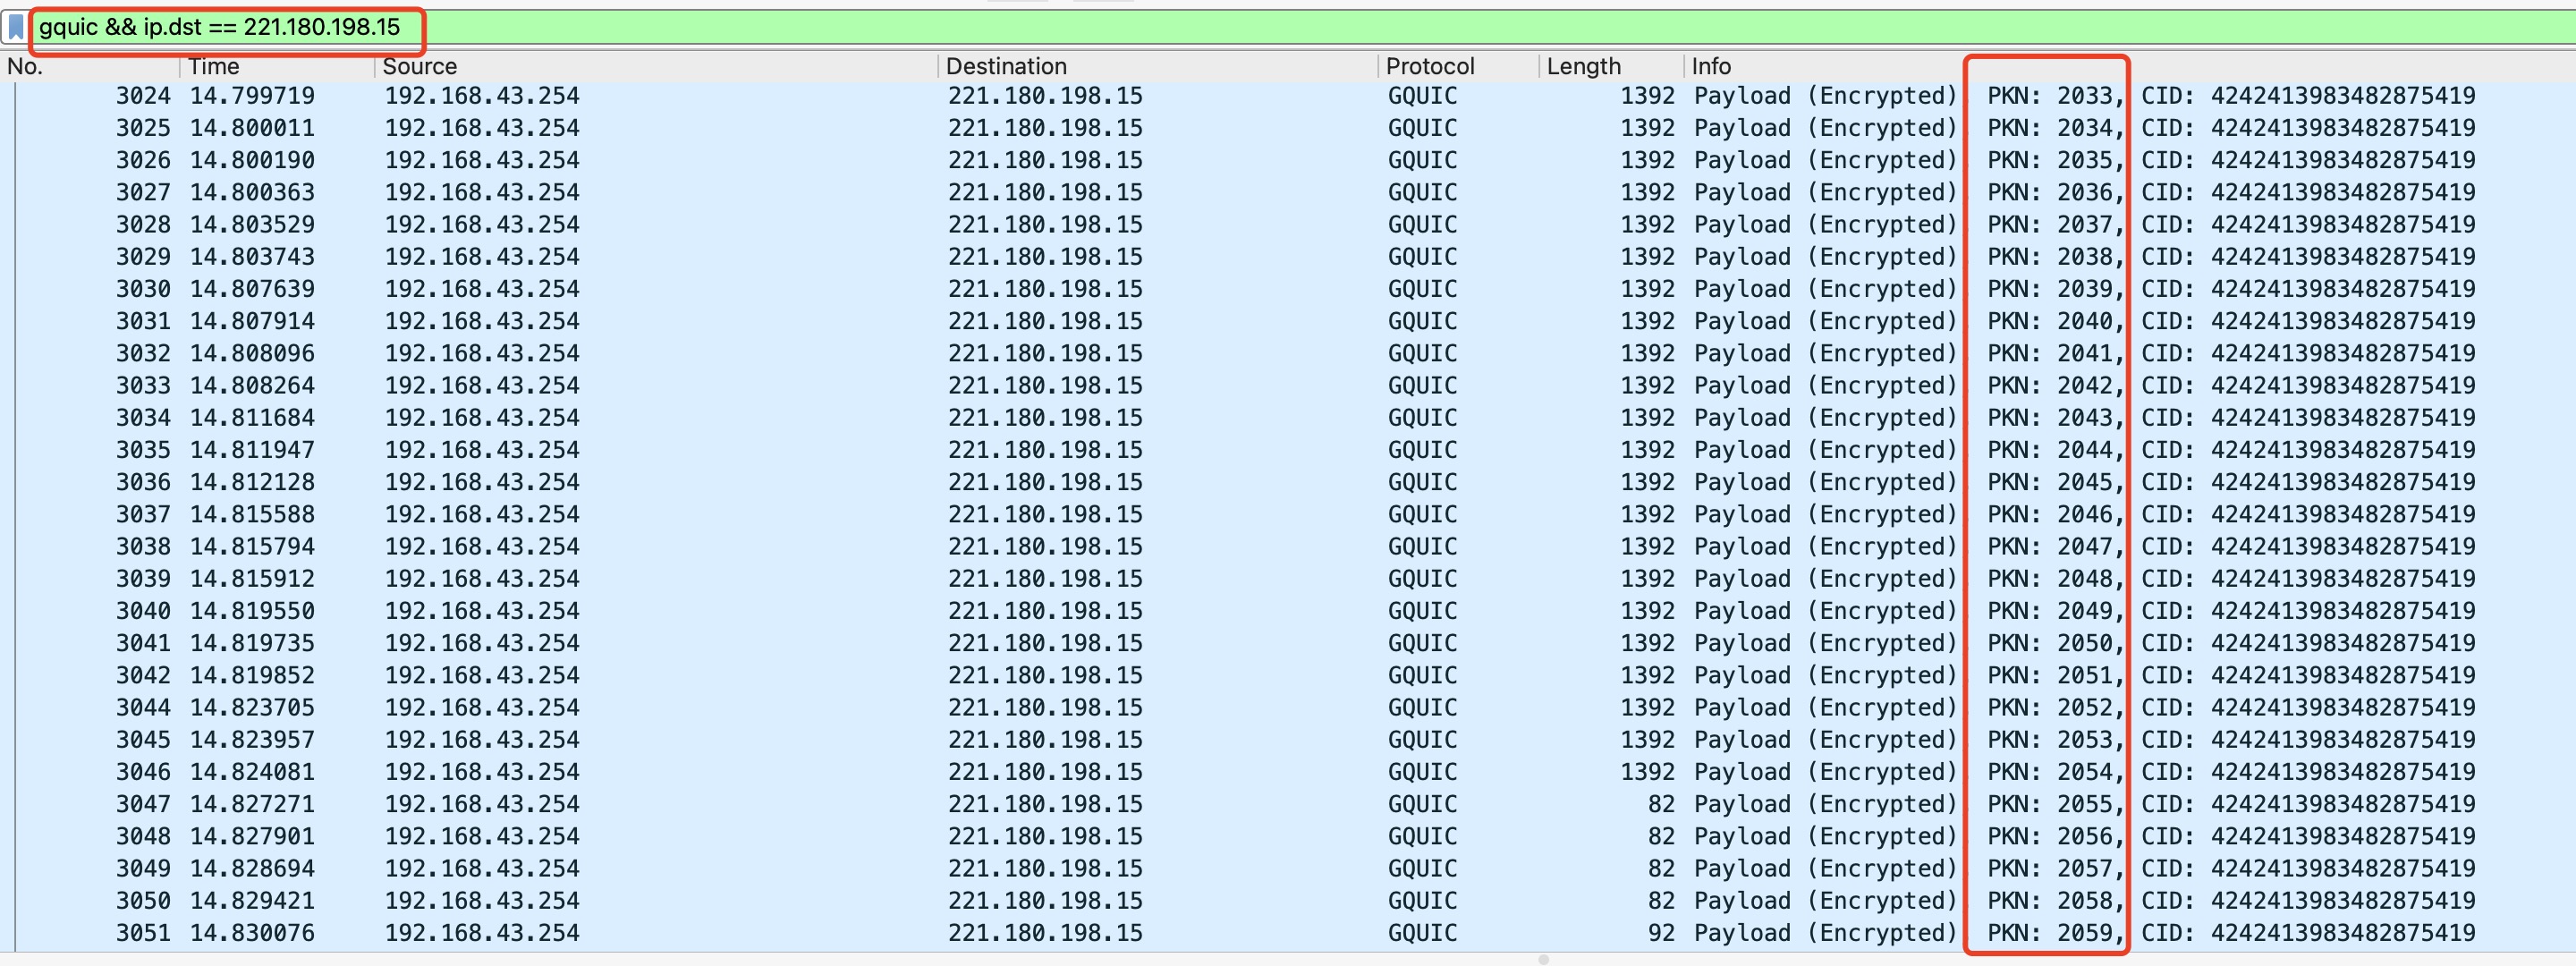 gquic && ip.dst == 221.180.198.15
No. Time Source Destination Protocol Length Info
3024 14.799719 192.168.43.254 221.180.198.15 GQUIC 1392 Payload (Encrypted), PKN: 2033, CID: 4242413983482875419
3025 14.800011 192.168.43.254 221.180.198.15 GQUIC 1392 Payload (Encrypted), PKN: 2034, CID: 4242413983482875419
3026 14.800190 192.168.43.254 221.180.198.15 GQUIC 1392 Payload (Encrypted), PKN: 2035, CID: 4242413983482875419
3027 14.800363 192.168.43.254 221.180.198.15 GQUIC 1392 Payload (Encrypted), PKN: 2036, CID: 4242413983482875419
3028 14.803529 192.168.43.254 221.180.198.15 GQUIC 1392 Payload (Encrypted), PKN: 2037, CID: 4242413983482875419
3029 14.803743 192.168.43.254 221.180.198.15 GQUIC 1392 Payload (Encrypted), PKN: 2038, CID: 4242413983482875419
3030 14.807639 192.168.43.254 221.180.198.15 GQUIC 1392 Payload (Encrypted), PKN: 2039, CID: 4242413983482875419
3031 14.807914 192.168.43.254 221.180.198.15 GQUIC 1392 Payload (Encrypted), PKN: 2040, CID: 4242413983482875419
3032 14.808096 192.168.43.254 221.180.198.15 GQUIC 1392 Payload (Encrypted), PKN: 2041, CID: 4242413983482875419
3033 14.808264 192.168.43.254 221.180.198.15 GQUIC 1392 Payload (Encrypted), PKN: 2042, CID: 4242413983482875419
3034 14.811684 192.168.43.254 221.180.198.15 GQUIC 1392 Payload (Encrypted), PKN: 2043, CID: 4242413983482875419
3035 14.811947 192.168.43.254 221.180.198.15 GQUIC 1392 Payload (Encrypted), PKN: 2044, CID: 4242413983482875419
3036 14.812128 192.168.43.254 221.180.198.15 GQUIC 1392 Payload (Encrypted), PKN: 2045, CID: 4242413983482875419
3037 14.815588 192.168.43.254 221.180.198.15 GQUIC 1392 Payload (Encrypted), PKN: 2046, CID: 4242413983482875419
3038 14.815794 192.168.43.254 221.180.198.15 GQUIC 1392 Payload (Encrypted), PKN: 2047, CID: 4242413983482875419
3039 14.815912 192.168.43.254 221.180.198.15 GQUIC 1392 Payload (Encrypted), PKN: 2048, CID: 4242413983482875419
3040 14.819550 192.168.43.254 221.180.198.15 GQUIC 1392 Payload (Encrypted), PKN: 2049, CID: 4242413983482875419
3041 14.819735 192.168.43.254 221.180.198.15 GQUIC 1392 Payload (Encrypted), PKN: 2050, CID: 4242413983482875419
3042 14.819852 192.168.43.254 221.180.198.15 GQUIC 1392 Payload (Encrypted), PKN: 2051, CID: 4242413983482875419
3044 14.823705 192.168.43.254 221.180.198.15 GQUIC 1392 Payload (Encrypted), PKN: 2052, CID: 4242413983482875419
3045 14.823957 192.168.43.254 221.180.198.15 GQUIC 1392 Payload (Encrypted), PKN: 2053, CID: 4242413983482875419
3046 14.824081 192.168.43.254 221.180.198.15 GQUIC 1392 Payload (Encrypted), PKN: 2054, CID: 4242413983482875419
3047 14.827271 192.168.43.254 221.180.198.15 GQUIC 82 Payload (Encrypted), PKN: 2055, CID: 4242413983482875419
3048 14.827901 192.168.43.254 221.180.198.15 GQUIC 82 Payload (Encrypted), PKN: 2056, CID: 4242413983482875419
3049 14.828694 192.168.43.254 221.180.198.15 GQUIC 82 Payload (Encrypted), PKN: 2057, CID: 4242413983482875419
3050 14.829421 192.168.43.254 221.180.198.15 GQUIC 82 Payload (Encrypted), PKN: 2058, CID: 4242413983482875419
3051 14.830076 192.168.43.254 221.180.198.15 GQUIC 92 Payload (Encrypted), PKN: 2059, CID: 4242413983482875419